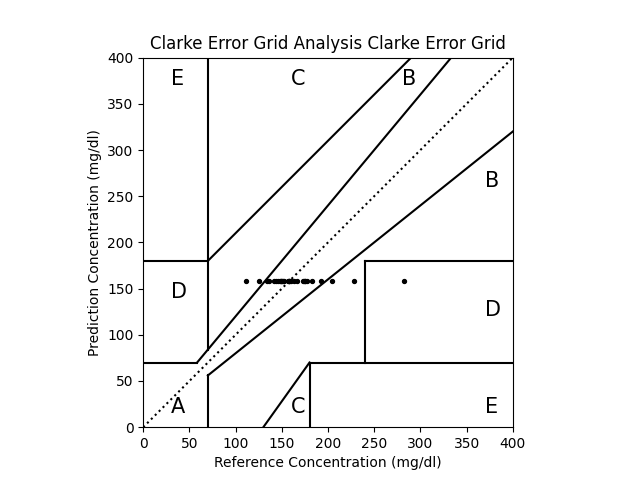 Clarke Error Grid Analysis Clarke Error Grid
400
350
300
250
200
150
100
50
0
Prediction Concentration (mg/dl)
E C B
B
D D
A C E
0 50 100 150 200 250 300 350 400
Reference Concentration (mg/dl)